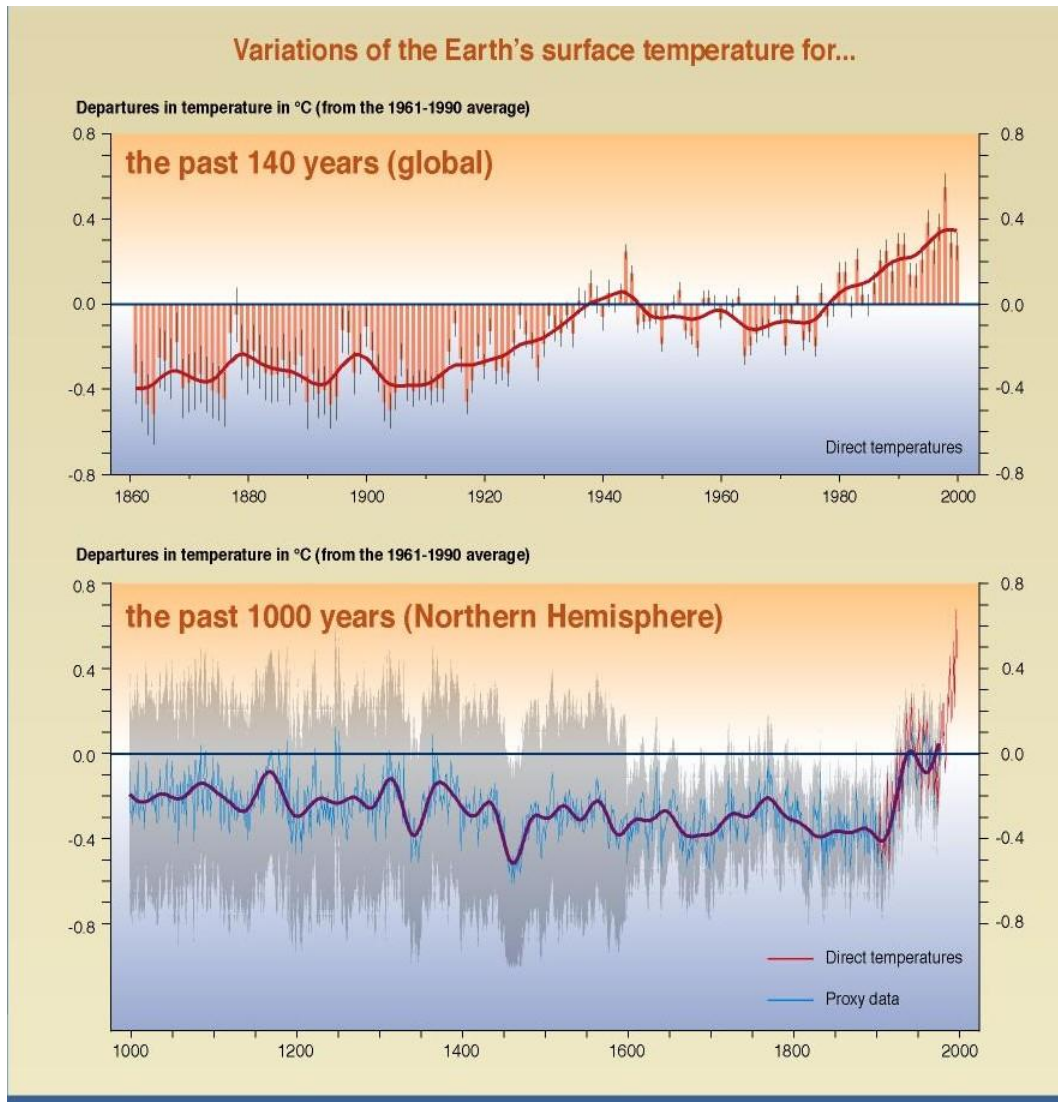 Variations of the Earth's surface temperature for...
Departures in temperature in °C (from the 1961-1990 average)
the past 140 years (global)
0.8 0.8
0.4 0.4
0.0 0.0
-0.4 -0.4
-0.8 -0.8
Direct temperatures
1860 1880 1900 1920 1940 1960 1980 2000
Departures in temperature in °C (from the 1961-1990 average)
the past 1000 years (Northern Hemisphere)
0.8 0.8
0.4 0.4
0.0 0.0
-0.4 -0.4
-0.8 -0.8
Direct temperatures
Proxy data
1000 1200 1400 1600 1800 2000